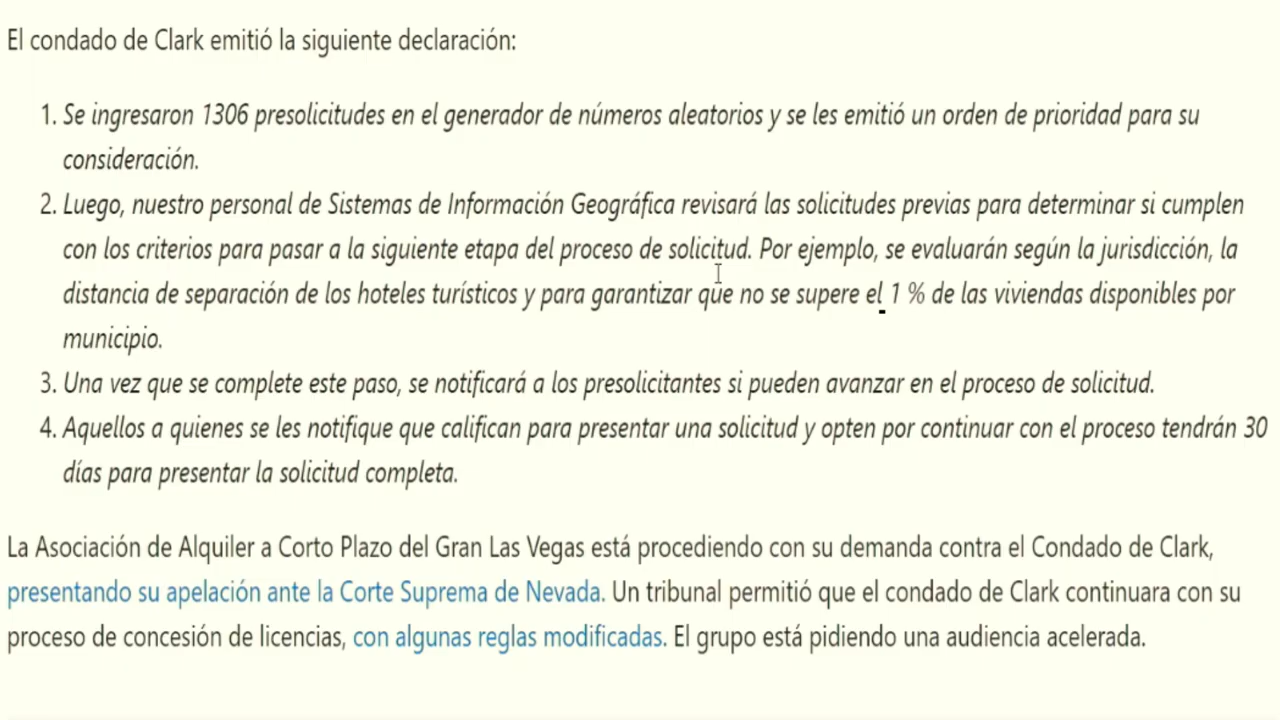 El condado de Clark emitió la siguiente declaración:
1. Se ingresaron 1306 presolicitudes en el generador de números aleatorios y se les emitió un orden de prioridad para su
consideración.
2. Luego, nuestro personal de Sistemas de Información Geográfica revisará las solicitudes previas para determinar si cumplen
con los criterios para pasar a la siguiente etapa del proceso de solicitud. Por ejemplo, se evaluarán según la jurisdicción, la
distancia de separación de los hoteles turísticos y para garantizar que no se supere el 1 % de las viviendas disponibles por
municipio.
3. Una vez que se complete este paso, se notificará a los presolicitantes si pueden avanzar en el proceso de solicitud.
4. Aquellos a quienes se les notifique que califican para presentar una solicitud y opten por continuar con el proceso tendrán 30
días para presentar la solicitud completa.
La Asociación de Alquiler a Corto Plazo del Gran Las Vegas está procediendo con su demanda contra el Condado de Clark,
presentando su apelación ante la Corte Suprema de Nevada. Un tribunal permitió que el condado de Clark continuara con su
proceso de concesión de licencias, con algunas reglas modificadas. El grupo está pidiendo una audiencia acelerada.